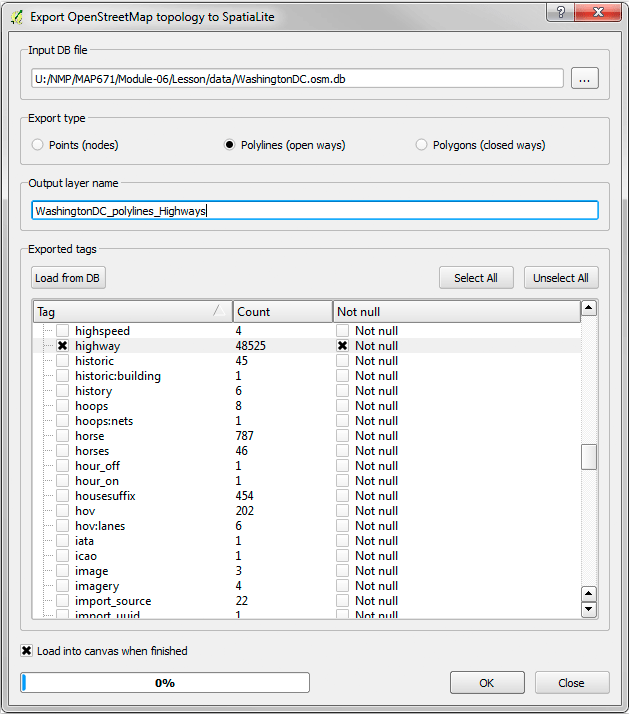 Export OpenStreetMap topology to SpatiaLite
?
Input DB file
U:/NMP/MAP671/Module-06/Lesson/data/WashingtonDC.osm.db
...
Export type
Points (nodes) Polylines (open ways) Polygons (closed ways)
Output layer name
WashingtonDC_polylines_Highways
Exported tags
Load from DB Select All Unselect All
Tag Count Not null
highspeed 4 Not null
highway 48525 Not null
historic 45 Not null
historic:building 1 Not null
history 6 Not null
hoops 8 Not null
hoops:nets 1 Not null
horse 787 Not null
horses 46 Not null
hour_off 1 Not null
hour_on 1 Not null
housesuffix 454 Not null
hov 202 Not null
hov:lanes 6 Not null
iata 1 Not null
icao 1 Not null
image 3 Not null
imagery 4 Not null
import_source 22 Not null
import_uuid 1 Not null
Load into canvas when finished
0% OK Close